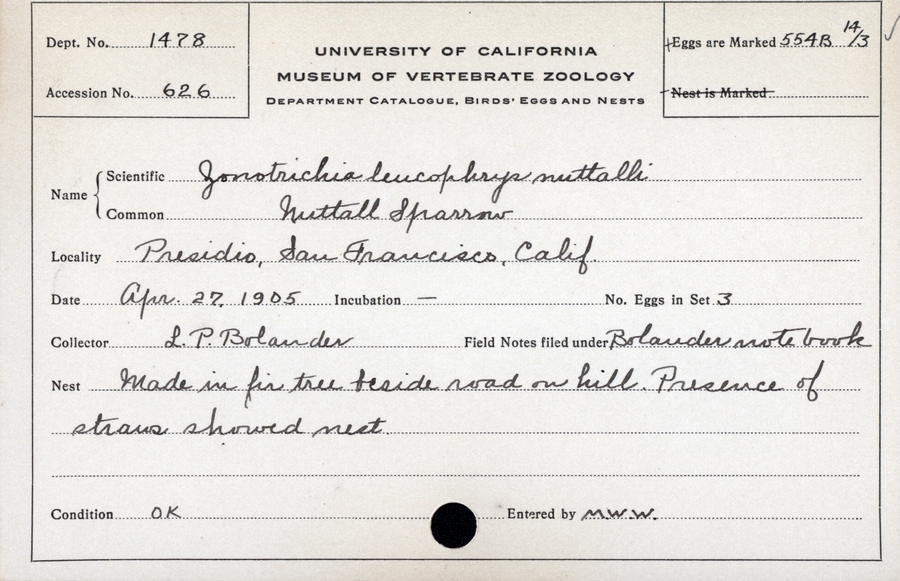 Dept. No. 1478
Accession No. 626
UNIVERSITY OF CALIFORNIA
MUSEUM OF VERTEBRATE ZOOLOGY
DEPARTMENT CATALOGUE, BIRDS' EGGS AND NESTS
Eggs are Marked 554B 14/3
Nest is Marked
Name
Scientific Zonotrichia leucophrys nuttalli
Common Nuttall Sparrow
Locality Presidio, San Francisco, Calif.
Date Apr. 27, 1905 Incubation — No. Eggs in Set 3
Collector L. P. Bolander Field Notes filed under Bolander note book
Nest Made in fir tree beside road on hill. Presence of
straws showed nest.
Condition OK Entered by M.W.W.